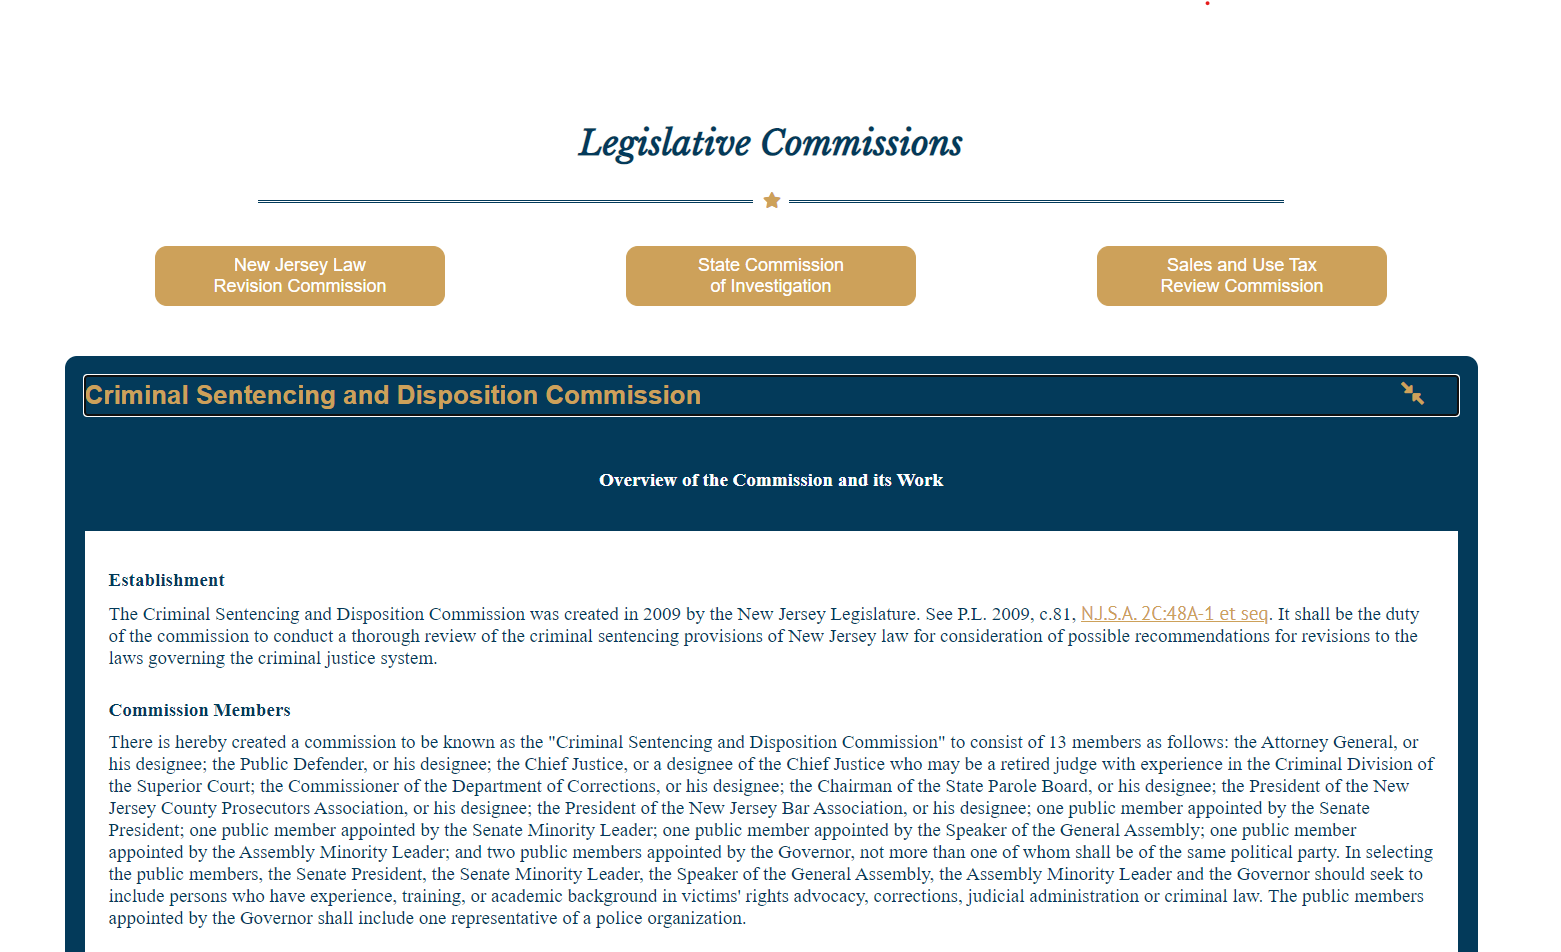 Legislative Commissions
New Jersey Law
Revision Commission
State Commission
of Investigation
Sales and Use Tax
Review Commission
Criminal Sentencing and Disposition Commission
Overview of the Commission and its Work
Establishment
The Criminal Sentencing and Disposition Commission was created in 2009 by the New Jersey Legislature. See P.L. 2009, c.81, N.J.S.A. 2C:48A-1 et seq. It shall be the duty
of the commission to conduct a thorough review of the criminal sentencing provisions of New Jersey law for consideration of possible recommendations for revisions to the
laws governing the criminal justice system.
Commission Members
There is hereby created a commission to be known as the "Criminal Sentencing and Disposition Commission" to consist of 13 members as follows: the Attorney General, or
his designee; the Public Defender, or his designee; the Chief Justice, or a designee of the Chief Justice who may be a retired judge with experience in the Criminal Division of
the Superior Court; the Commissioner of the Department of Corrections, or his designee; the Chairman of the State Parole Board, or his designee; the President of the New
Jersey County Prosecutors Association, or his designee; the President of the New Jersey Bar Association, or his designee; one public member appointed by the Senate
President; one public member appointed by the Senate Minority Leader; one public member appointed by the Speaker of the General Assembly; one public member
appointed by the Assembly Minority Leader; and two public members appointed by the Governor, not more than one of whom shall be of the same political party. In selecting
the public members, the Senate President, the Senate Minority Leader, the Speaker of the General Assembly, the Assembly Minority Leader and the Governor should seek to
include persons who have experience, training, or academic background in victims' rights advocacy, corrections, judicial administration or criminal law. The public members
appointed by the Governor shall include one representative of a police organization.